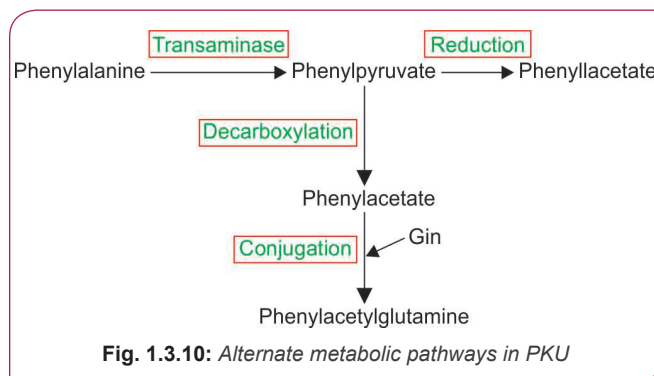 Transaminase Reduction
Phenylalanine Phenylpyruvate Phenyllacetate
Decarboxylation
Phenylacetate
Conjugation Gin
Phenylacetylglutamine
Fig. 1.3.10: Alternate metabolic pathways in PKU